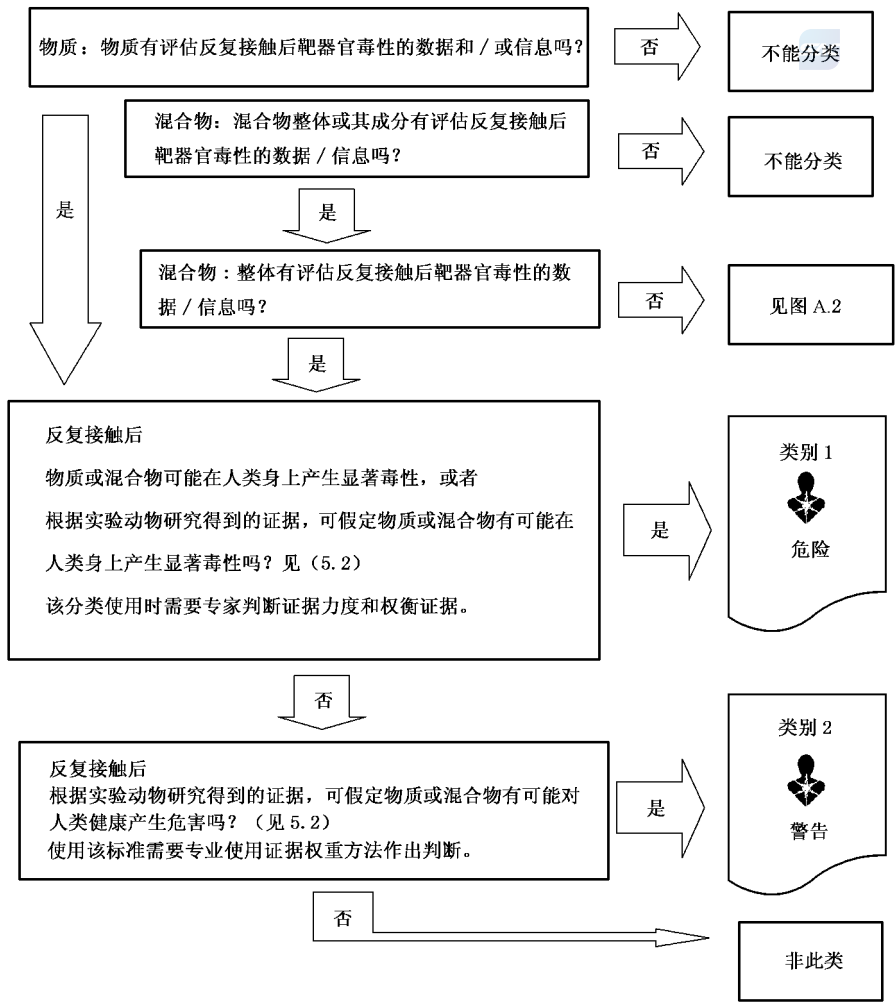 物质：物质有评估反复接触后靶器官毒性的数据和／或信息吗？
否
不能分类
混合物：混合物整体或其成分有评估反复接触后
靶器官毒性的数据／信息吗？
否
不能分类
是
是
混合物：整体有评估反复接触后靶器官毒性的数
据／信息吗？
否
见图 A.2
是
反复接触后
物质或混合物可能在人类身上产生显著毒性，或者
根据实验动物研究得到的证据，可假定物质或混合物有可能在
人类身上产生显著毒性吗？见（5.2）
该分类使用时需要专家判断证据力度和权衡证据。
是
类别 1
危险
否
反复接触后
根据实验动物研究得到的证据，可假定物质或混合物有可能对
人类健康产生危害吗？（见 5.2）
使用该标准需要专业使用证据权重方法作出判断。
是
类别 2
警告
否
非此类